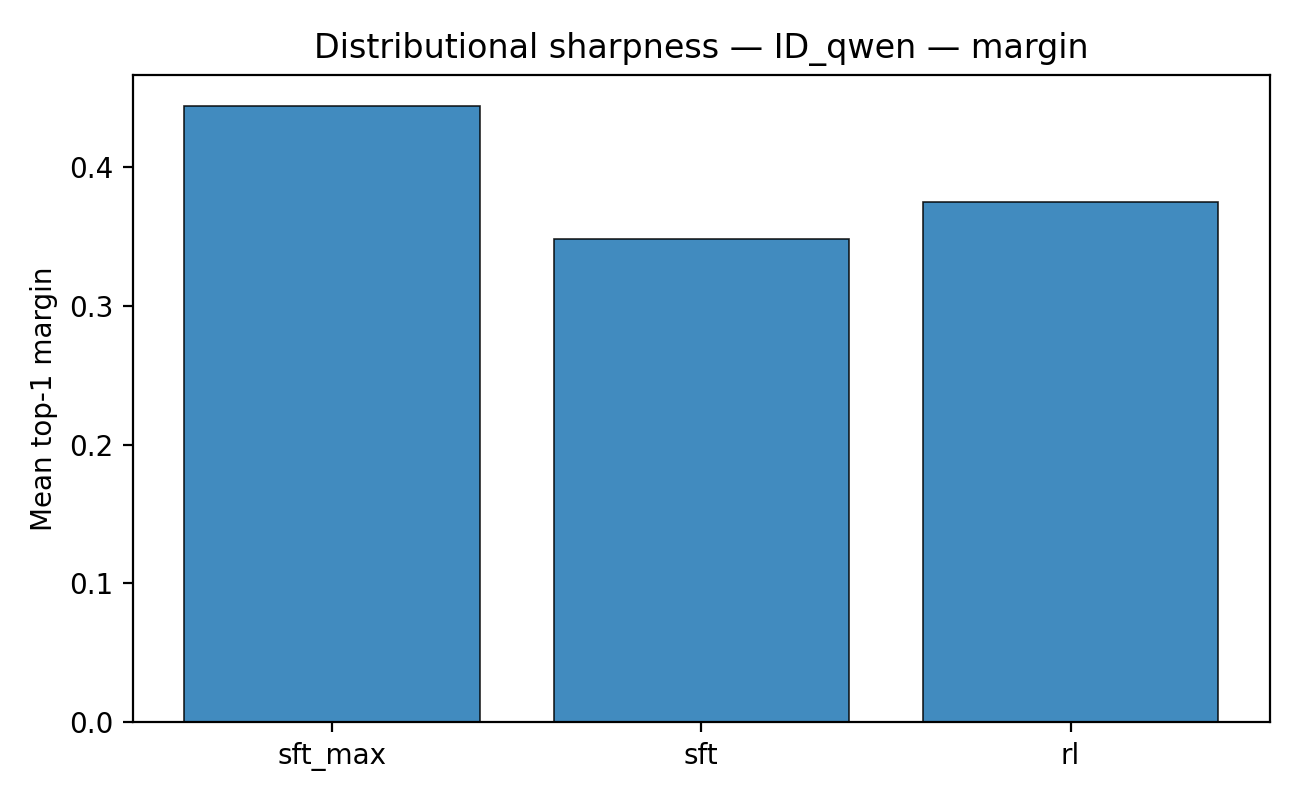 Distributional sharpness — ID_qwen — margin
Mean top-1 margin
0.4
0.3
0.2
0.1
0.0
sft_max
sft
rl